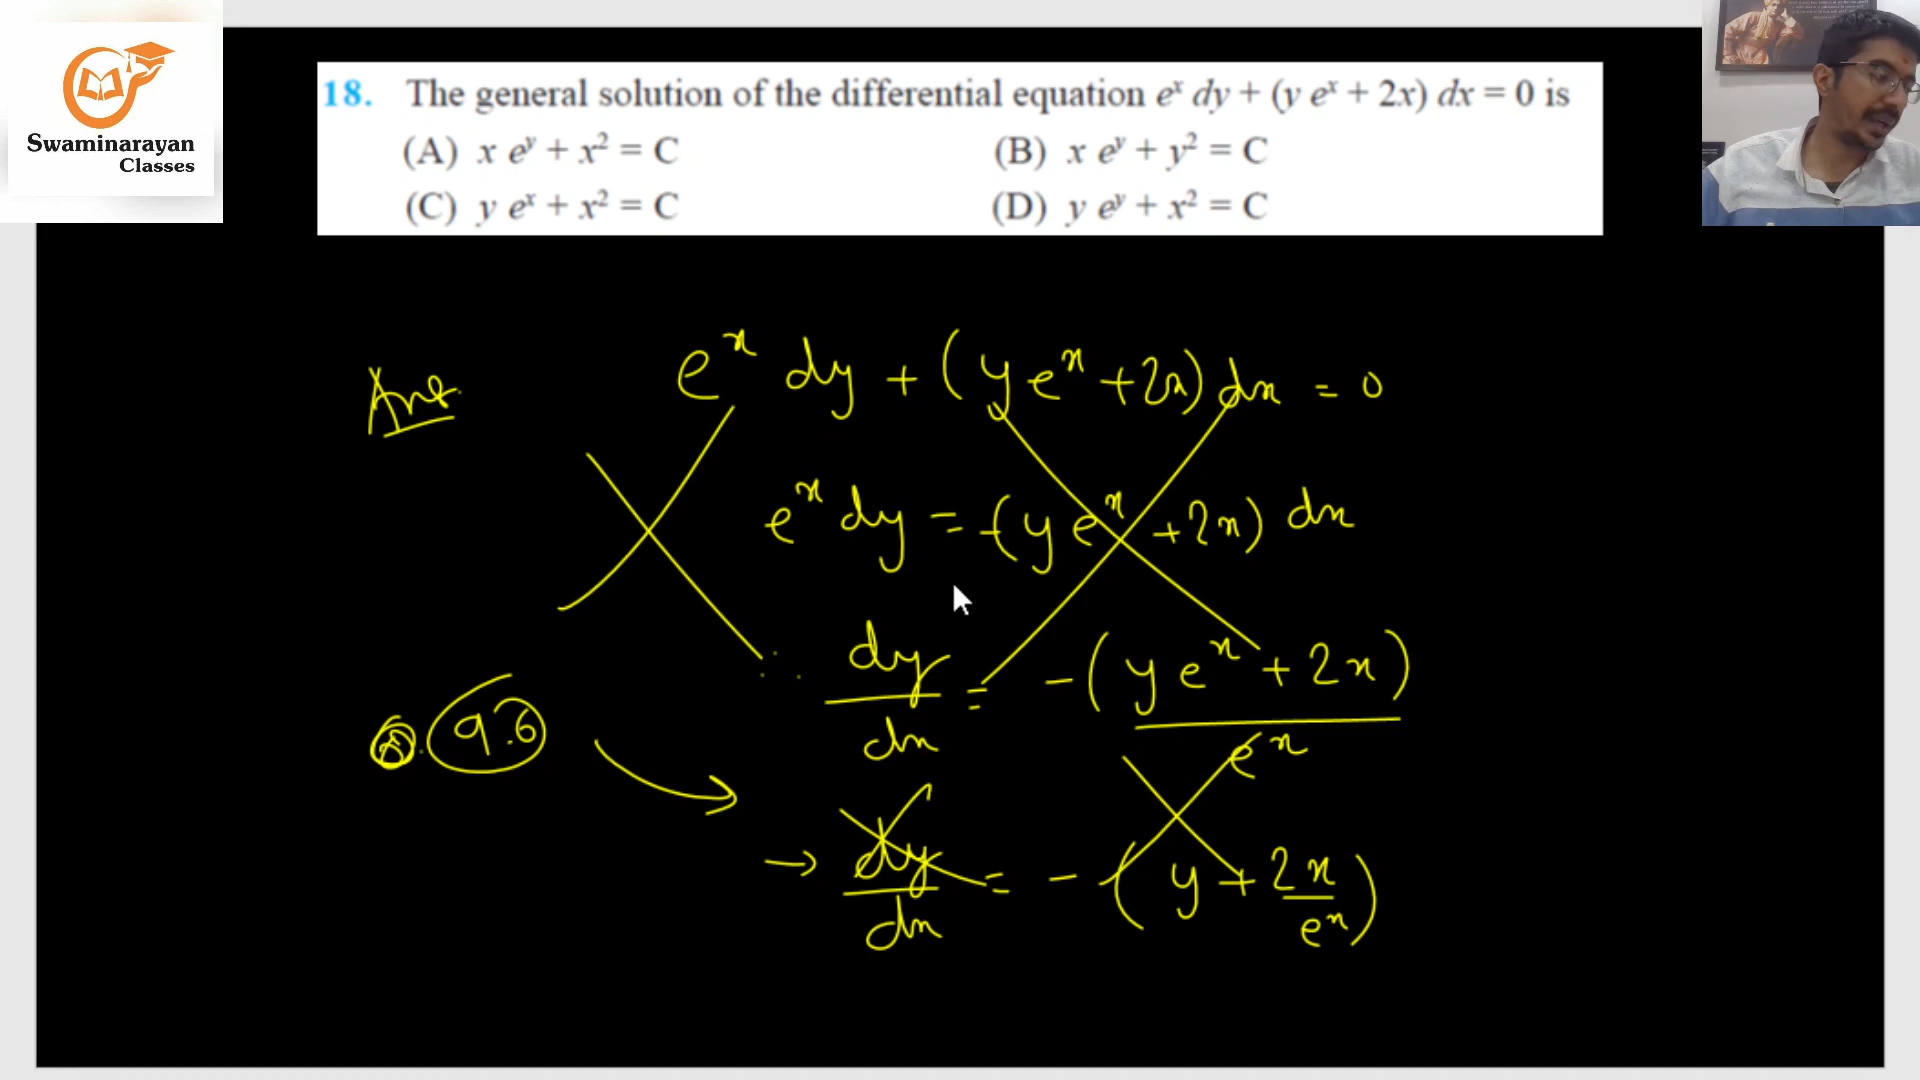 Swaminarayan
Classes
18. The general solution of the differential equation eˣ dy + (y eˣ + 2x) dx = 0 is
(A) x eʸ + x² = C
(B) x eʸ + y² = C
(C) y eˣ + x² = C
(D) y eʸ + x² = C
Ans.
eˣ dy + (y eˣ + 2x) dx = 0
eˣ dy = -(y eˣ + 2x) dx
∴ dy/dx = -(y eˣ + 2x)/eˣ
9.6
→ dy/dx = -(y + 2x/eˣ)